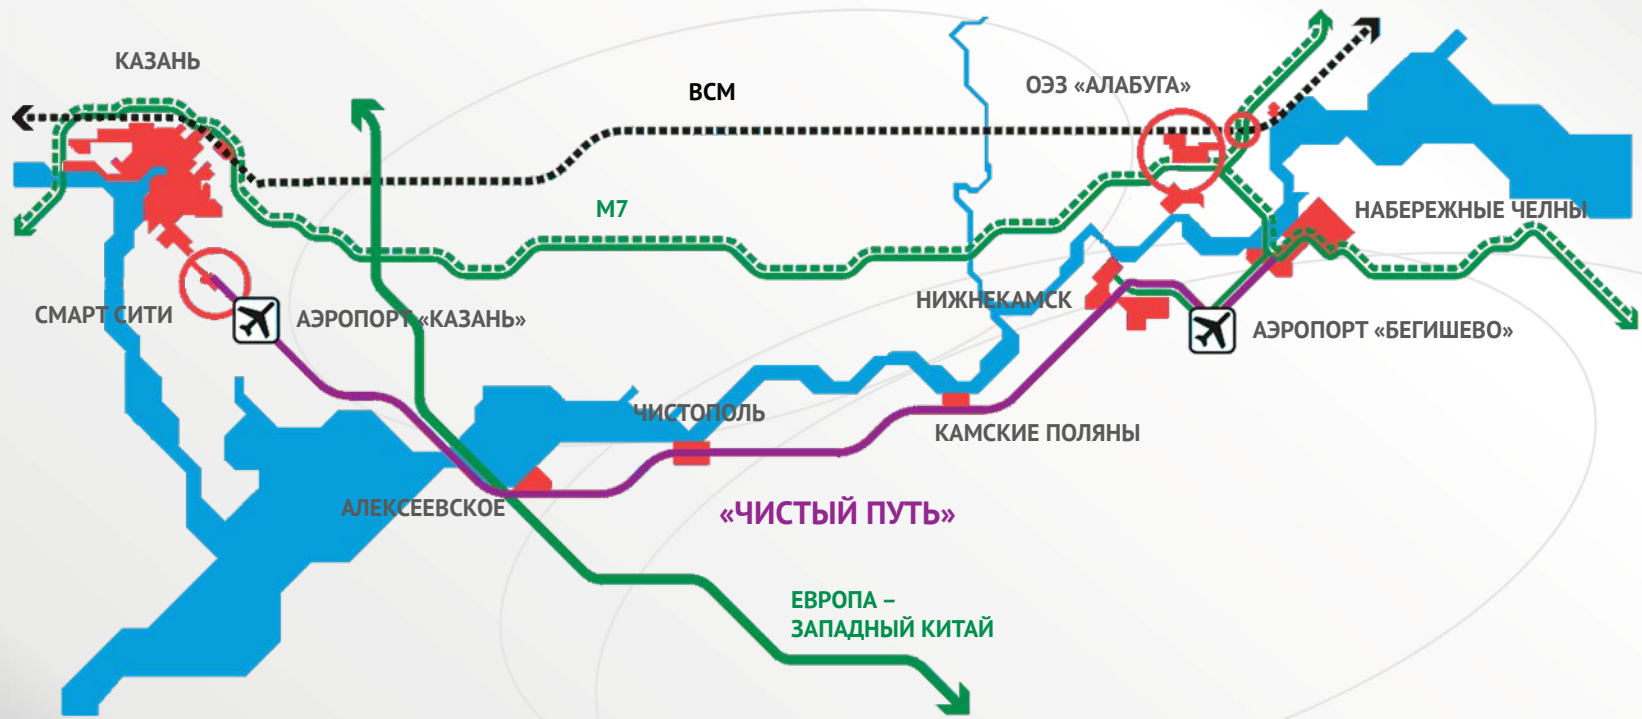 КАЗАНЬ
ВСМ
ОЭЗ «АЛАБУГА»
М7
НАБЕРЕЖНЫЕ ЧЕЛНЫ
СМАРТ СИТИ
АЭРОПОРТ «КАЗАНЬ»
НИЖНЕКАМСК
АЭРОПОРТ «БЕГИШЕВО»
ЧИСТОПОЛЬ
КАМСКИЕ ПОЛЯНЫ
АЛЕКСЕЕВСКОЕ
«ЧИСТЫЙ ПУТЬ»
ЕВРОПА –
ЗАПАДНЫЙ КИТАЙ